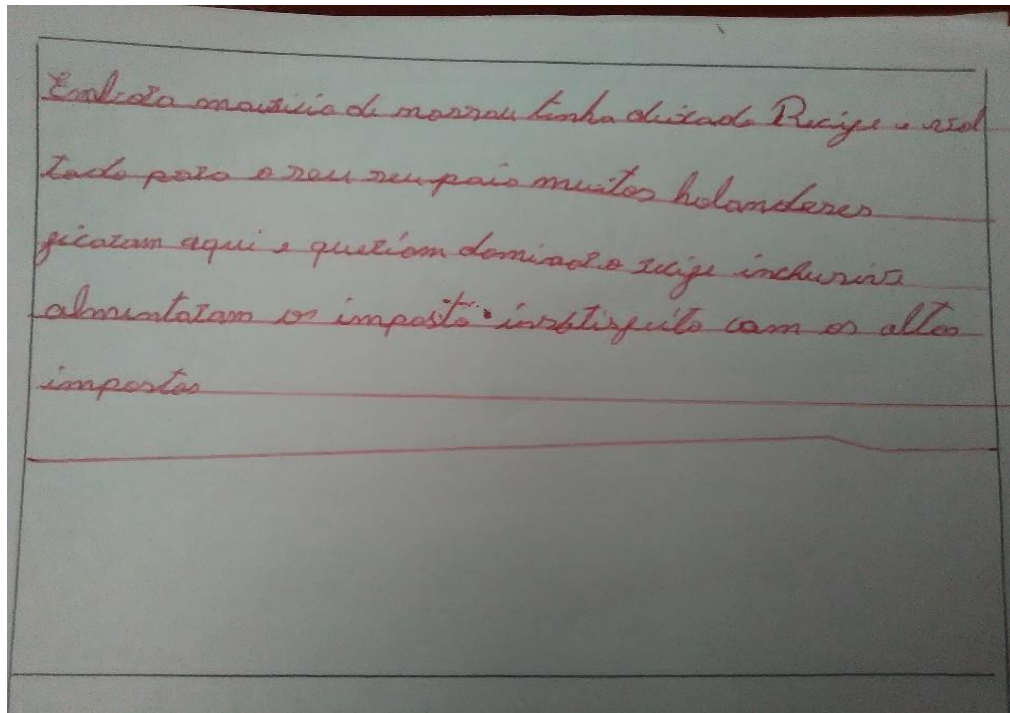 Embora mauricio de nassau tinha deixado Recife e vol
tado para o seu seu pais muitos holandeses
ficaram aqui e queriam dominar o recife inclusive
almentaram os imposto insatisfeito com os altos
impostos